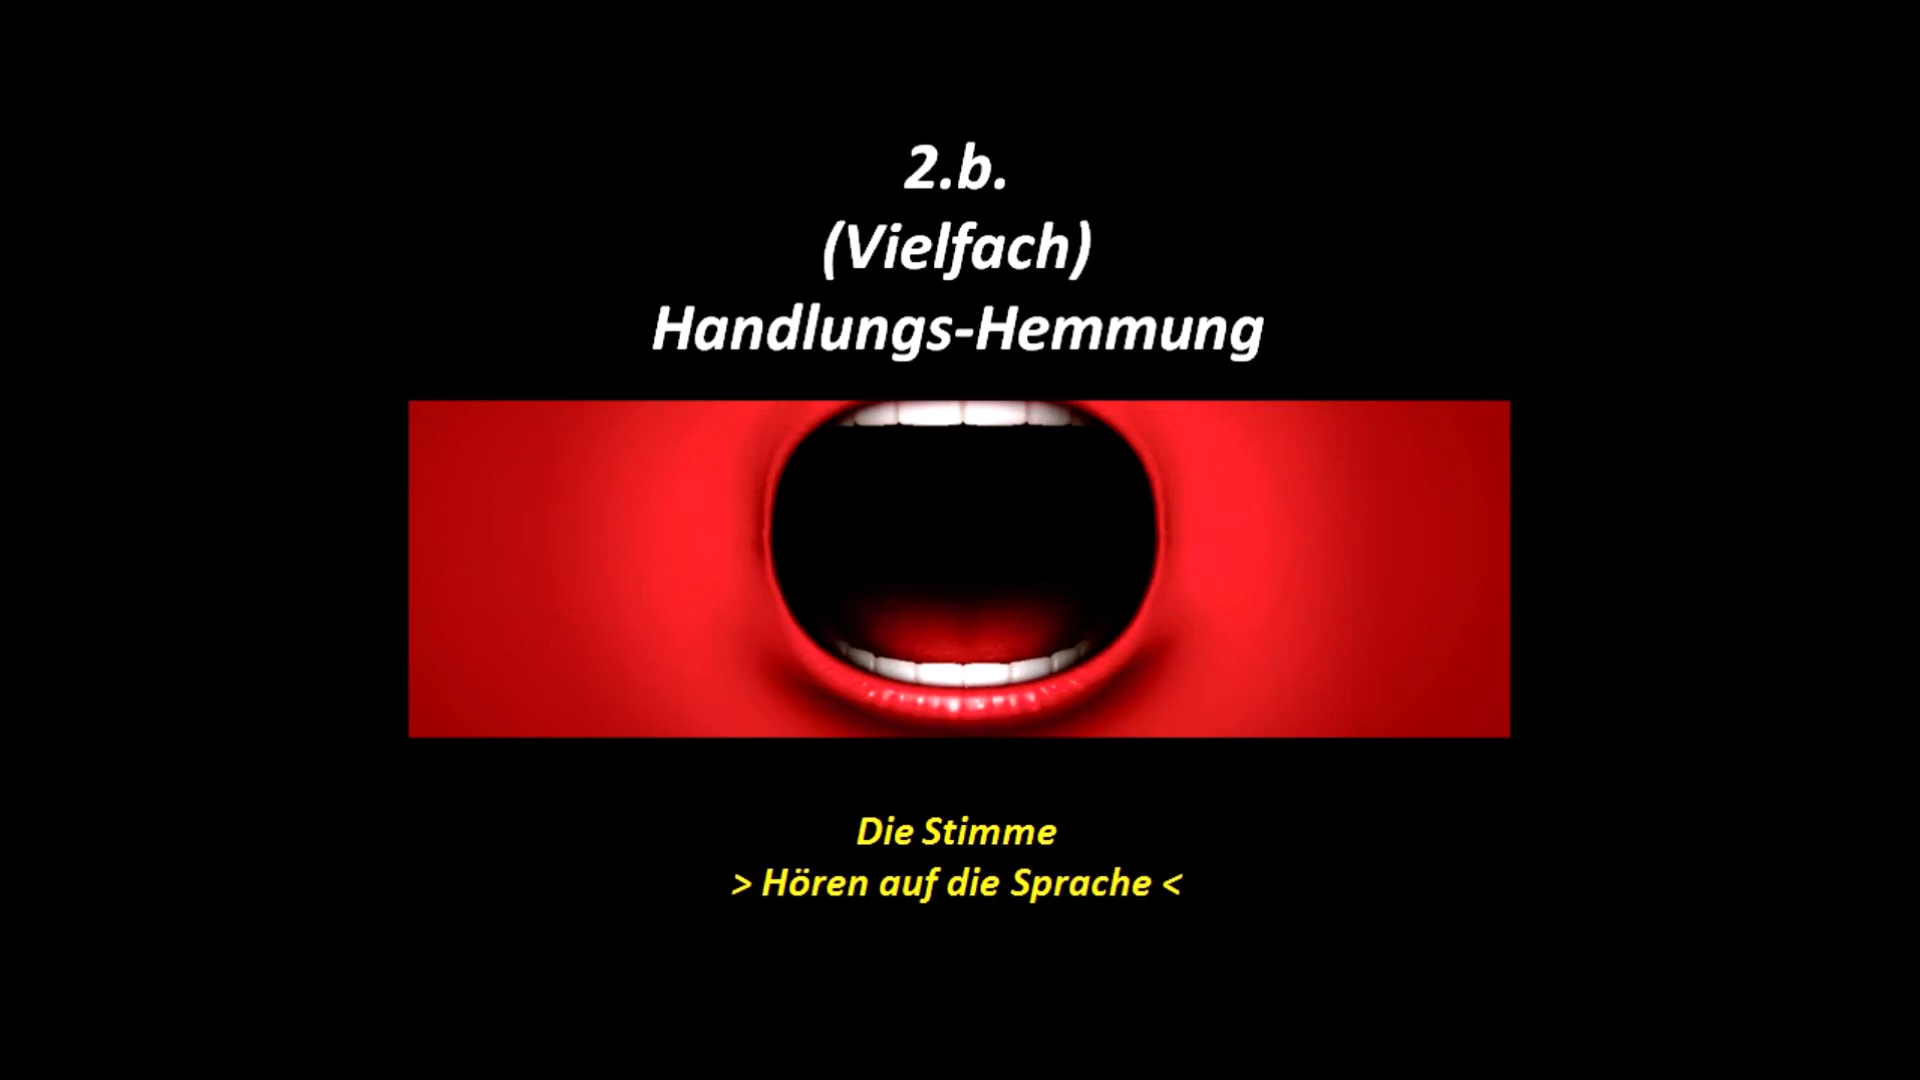 2.b.
(Vielfach)
Handlungs-Hemmung
Die Stimme
> Hören auf die Sprache <